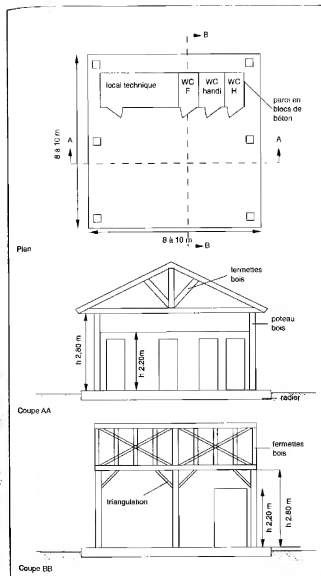 B
local technique
WC
F
WC
handi
WC
H
paroi en
blocs de
béton
A
A
8 à 10 m
8 à 10 m
B
Plan
fermettes
bois
poteau
bois
h 2,80 m
h 2,20m
radier
Coupe AA
fermettes
bois
triangulation
h 2,20 m
h 2,80 m
Coupe BB